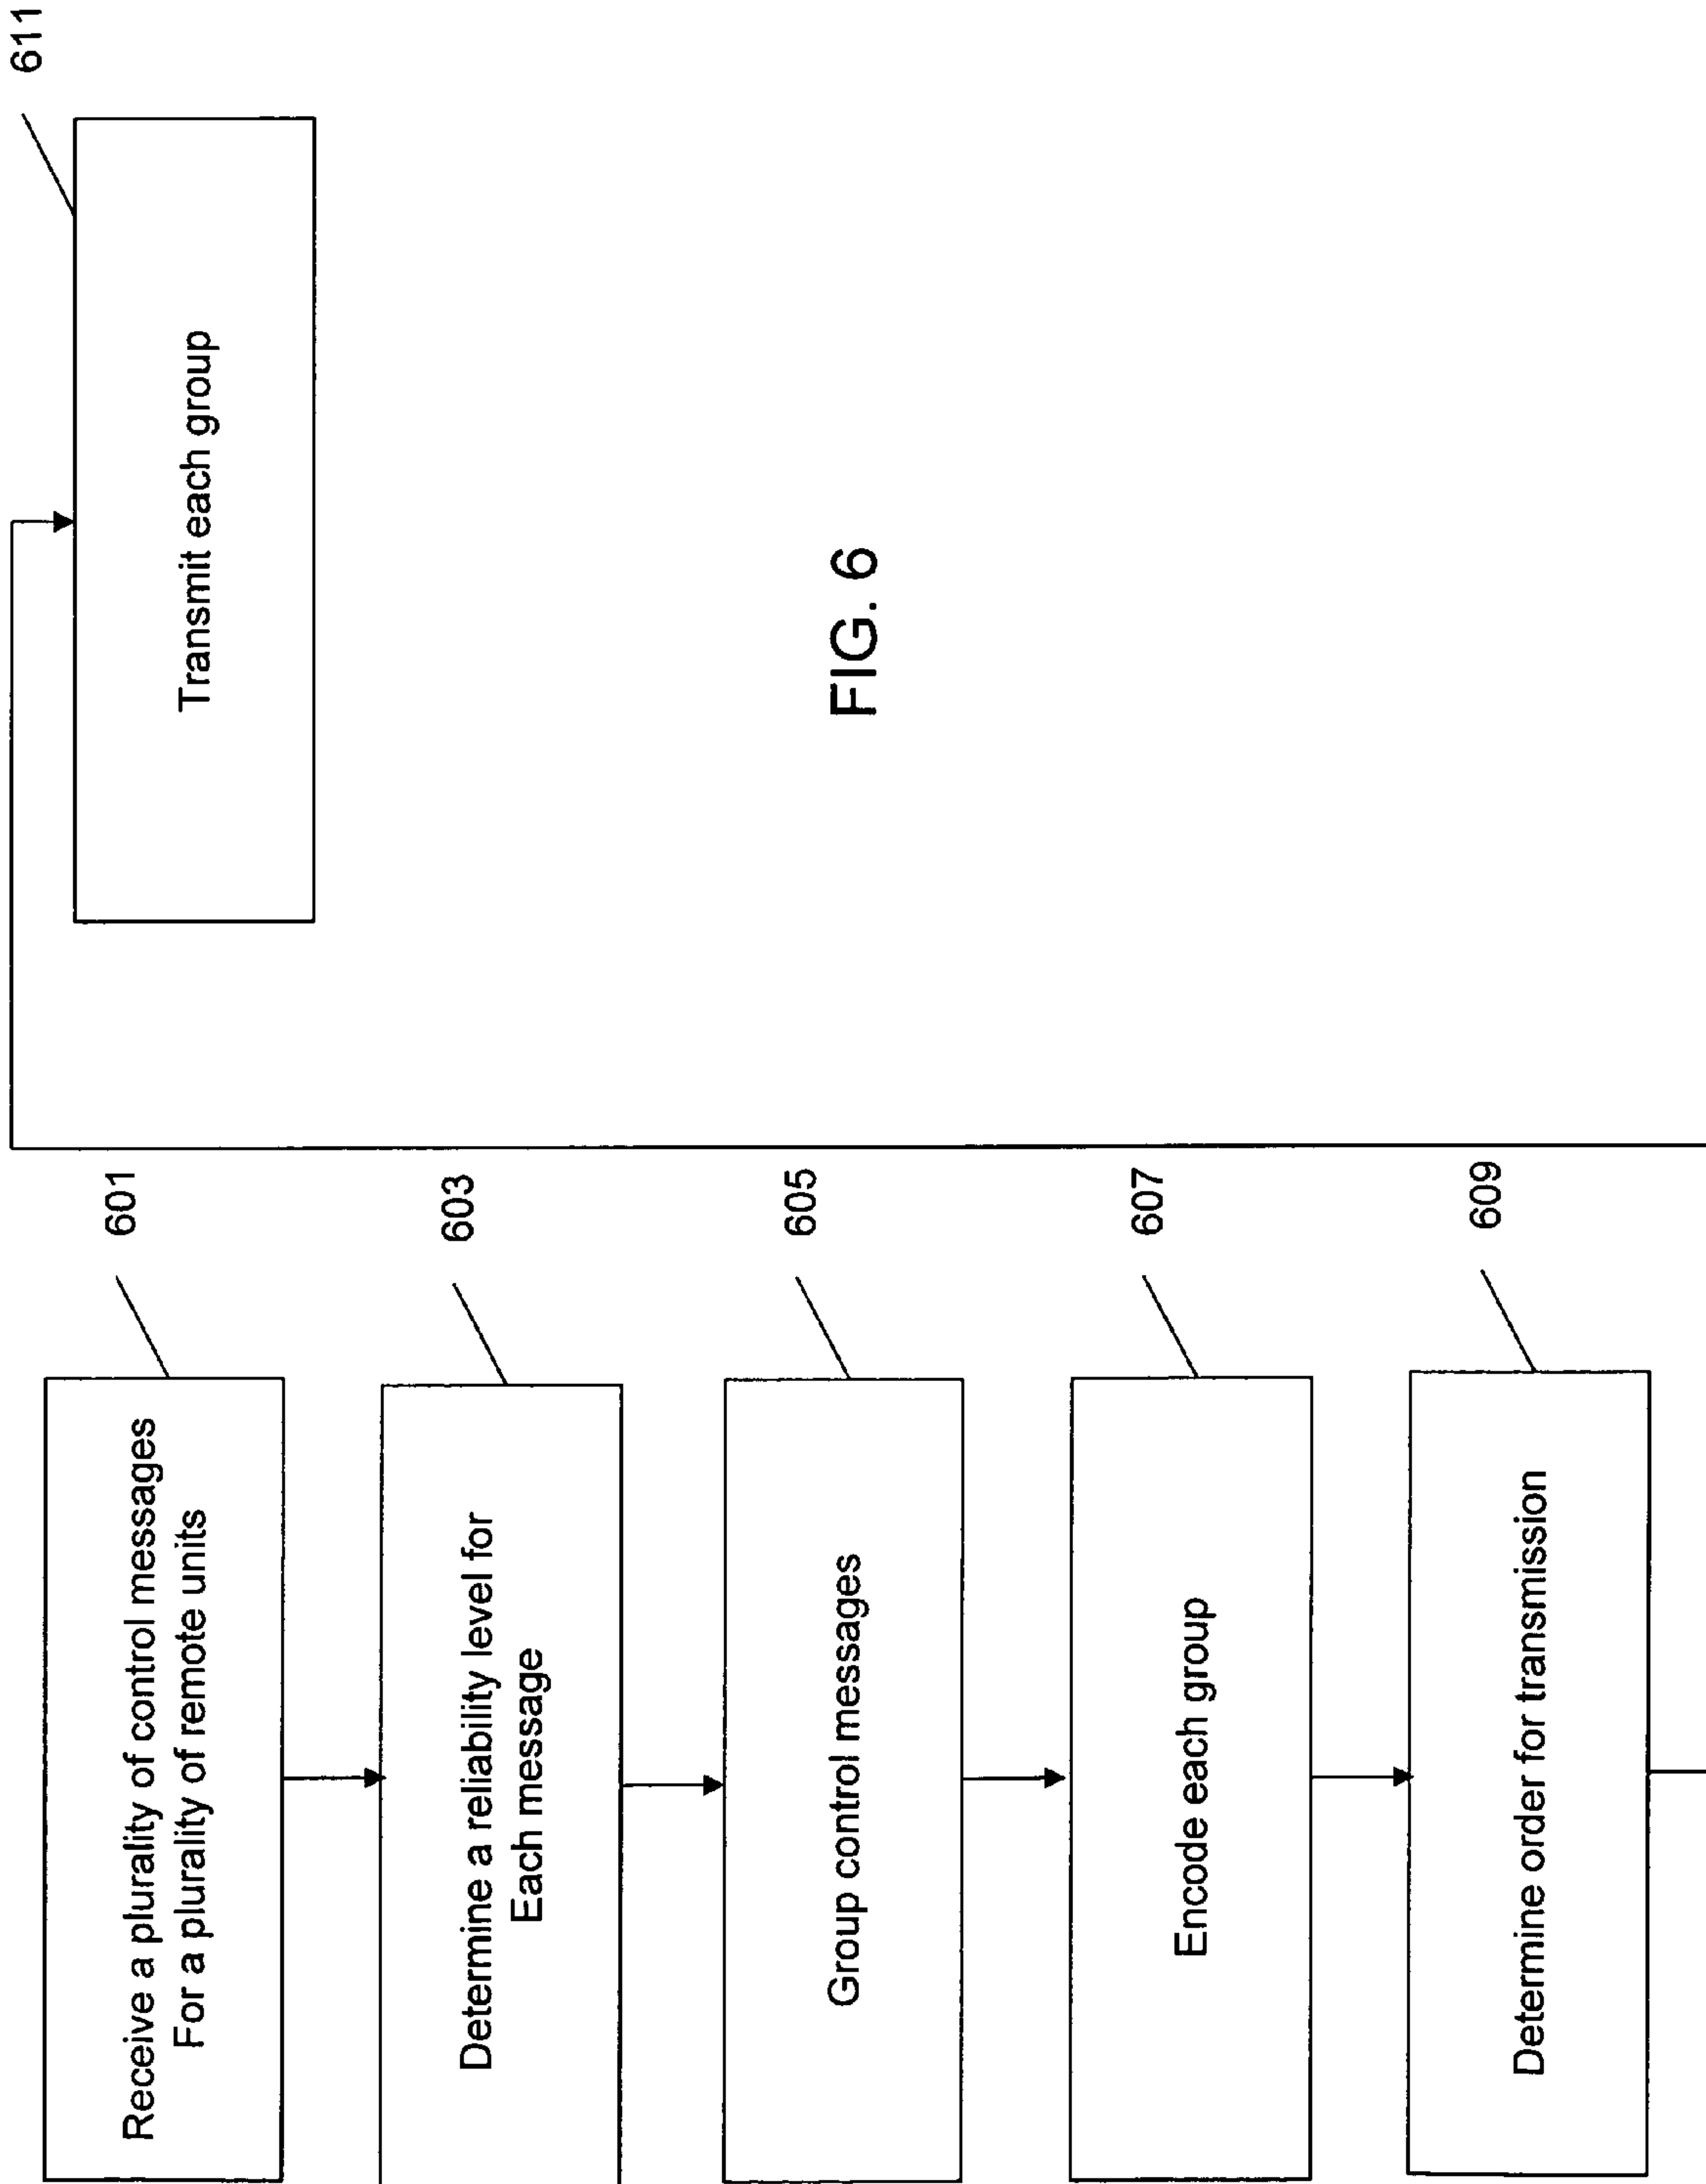 601
Receive a plurality of control messages
For a plurality of remote units
603
Determine a reliability level for
Each message
605
Group control messages
607
Encode each group
609
Determine order for transmission
611
Transmit each group
FIG. 6